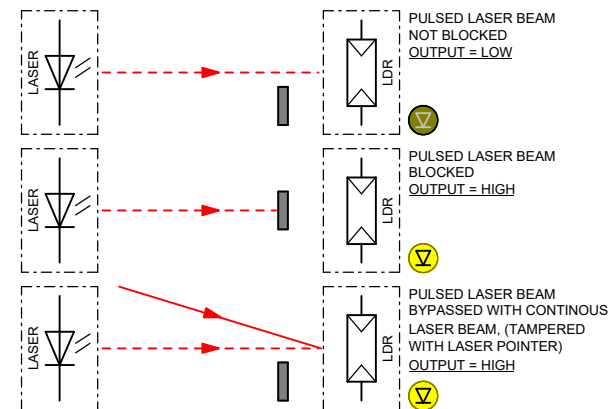 LASER
LDR
PULSED LASER BEAM
NOT BLOCKED
OUTPUT = LOW
LASER
LDR
PULSED LASER BEAM
BLOCKED
OUTPUT = HIGH
LASER
LDR
PULSED LASER BEAM
BYPASSED WITH CONTINOUS
LASER BEAM, (TAMPERED
WITH LASER POINTER)
OUTPUT = HIGH